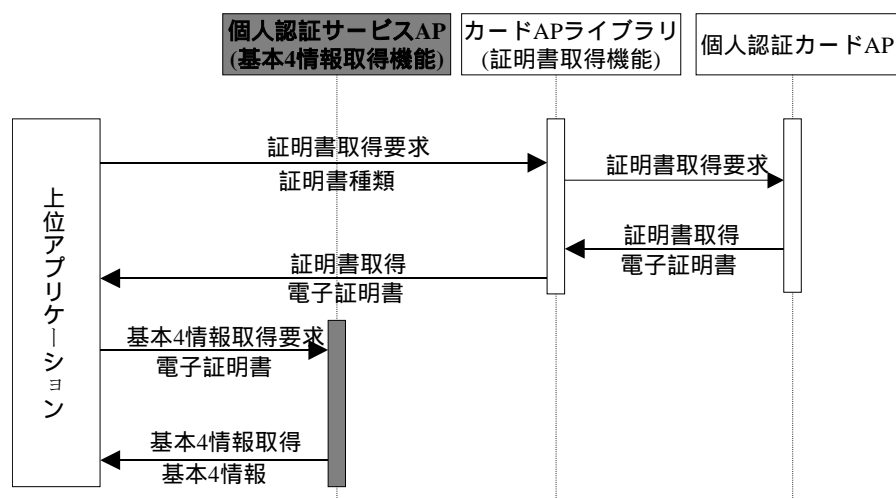 個人認証サービスAP
(基本4情報取得機能)
カードAPライブラリ
(証明書取得機能)
個人認証カードAP
上位アプリケーション
証明書取得要求
証明書種類
証明書取得要求
証明書取得
電子証明書
証明書取得
電子証明書
基本4情報取得要求
電子証明書
基本4情報取得
基本4情報